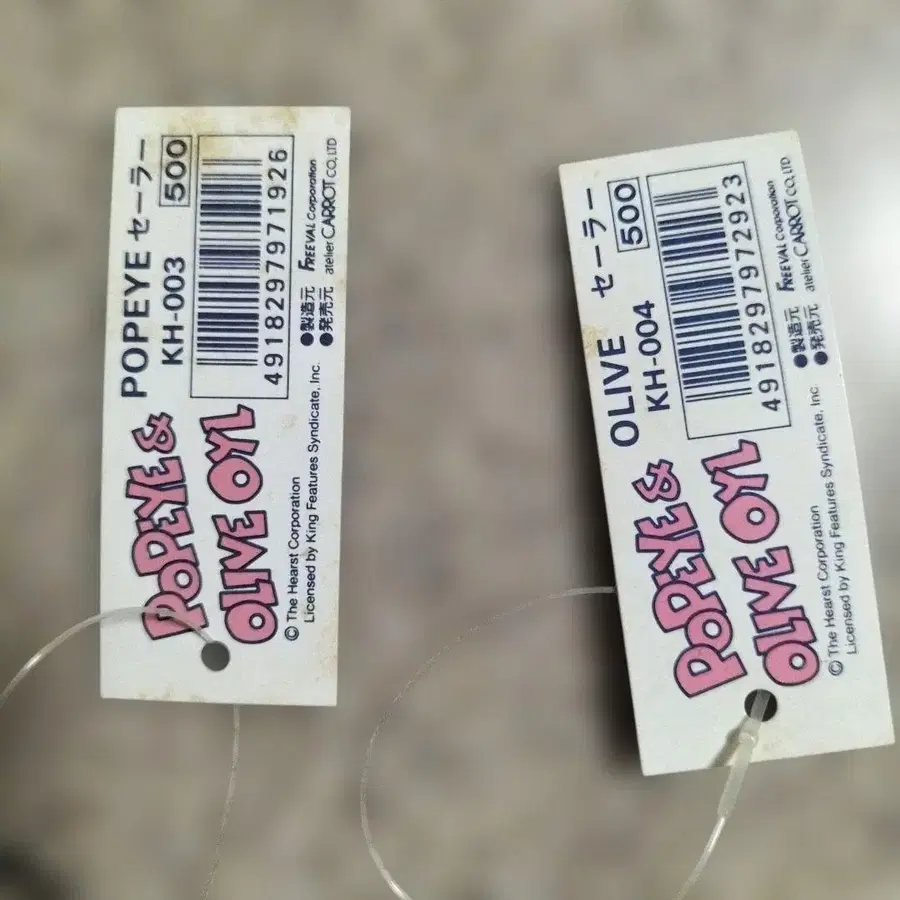 POPEYE &
OLIVE OYL
© The Hearst Corporation
Licensed by King Features Syndicate, Inc.
POPEYE セーラー
KH-003
500
4918297971926
●製造元 FREEVAL Corporation
●発売元 atelier CARROT CO., LTD
POPEYE &
OLIVE OYL
© The Hearst Corporation
Licensed by King Features Syndicate, Inc.
OLIVE セーラー
KH-004
500
4918297972923
●製造元 FREEVAL Corporation
●発売元 atelier CARROT CO., LTD